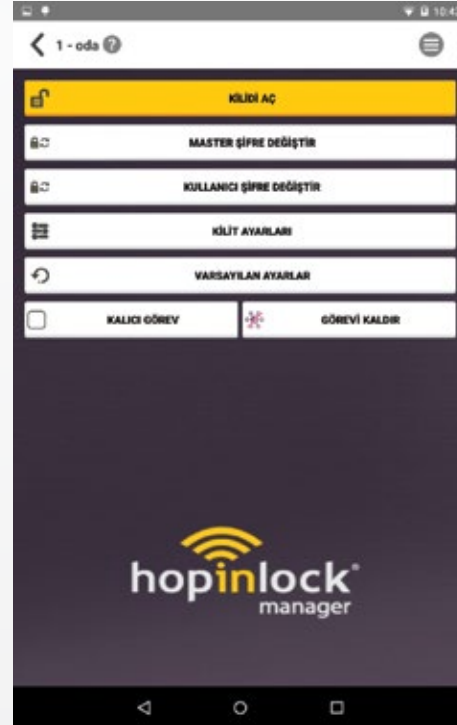 1 - oda
KİLİDİ AÇ
MASTER ŞİFRE DEĞİŞTİR
KULLANICI ŞİFRE DEĞİŞTİR
KİLİT AYARLARI
VARSAYILAN AYARLAR
KALICI GÖREV
GÖREVİ KALDIR
hopinlock®
manager